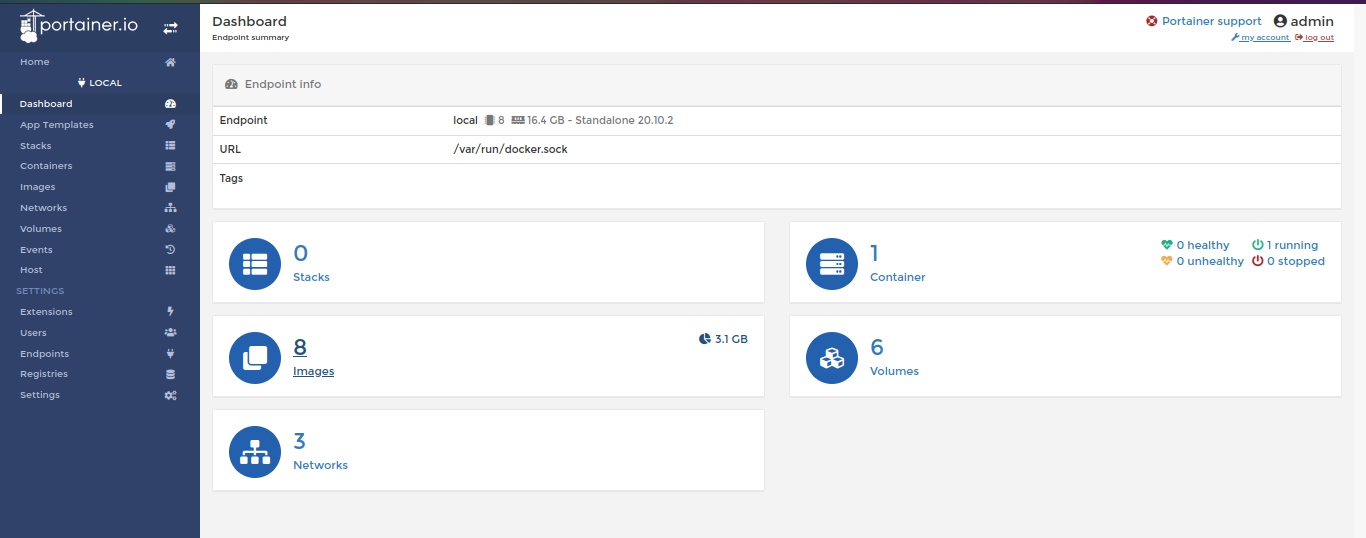 portainer.io
Home
LOCAL
Dashboard
App Templates
Stacks
Containers
Images
Networks
Volumes
Events
Host
SETTINGS
Extensions
Users
Endpoints
Registries
Settings
Dashboard
Endpoint summary
Portainer support admin
my account log out
Endpoint info
Endpoint local 8 16.4 GB - Standalone 20.10.2
URL /var/run/docker.sock
Tags
0
Stacks
1
Container
0 healthy 1 running
0 unhealthy 0 stopped
8
Images
3.1 GB
6
Volumes
3
Networks